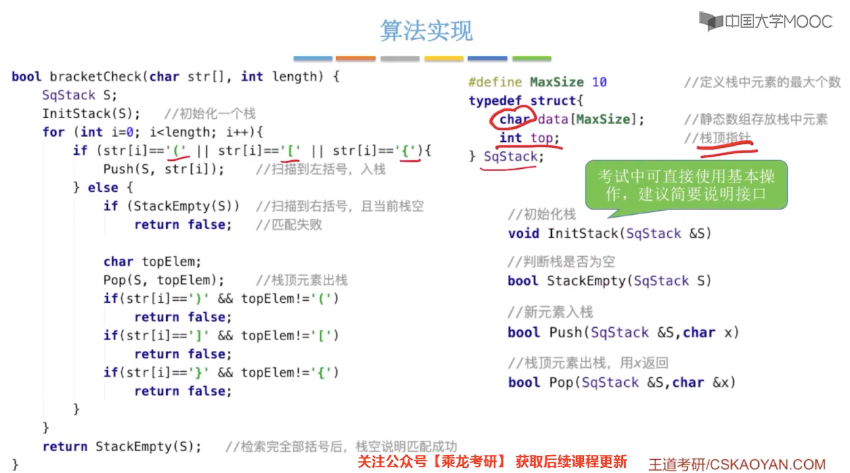 算法实现
中国大学MOOC
bool bracketCheck(char str[], int length) {
SqStack S;
InitStack(S); //初始化一个栈
for (int i=0; i<length; i++){
if (str[i]=='(' || str[i]=='[' || str[i]=='{'){
Push(S, str[i]); //扫描到左括号，入栈
} else {
if (StackEmpty(S)) //扫描到右括号，且当前栈空
return false; //匹配失败
char topElem;
Pop(S, topElem); //栈顶元素出栈
if(str[i]==')' && topElem!='(')
return false;
if(str[i]==']' && topElem!='[')
return false;
if(str[i]=='}' && topElem!='{')
return false;
}
}
return StackEmpty(S); //检索完全部括号后，栈空说明匹配成功
}
#define MaxSize 10 //定义栈中元素的最大个数
typedef struct{
char data[MaxSize]; //静态数组存放栈中元素
int top; //栈顶指针
} SqStack;
考试中可直接使用基本操
作，建议简要说明接口
//初始化栈
void InitStack(SqStack &S)
//判断栈是否为空
bool StackEmpty(SqStack S)
//新元素入栈
bool Push(SqStack &S,char x)
//栈顶元素出栈，用x返回
bool Pop(SqStack &S,char &x)
关注公众号【乘龙考研】 获取后续课程更新
王道考研/CSKAOYAN.COM